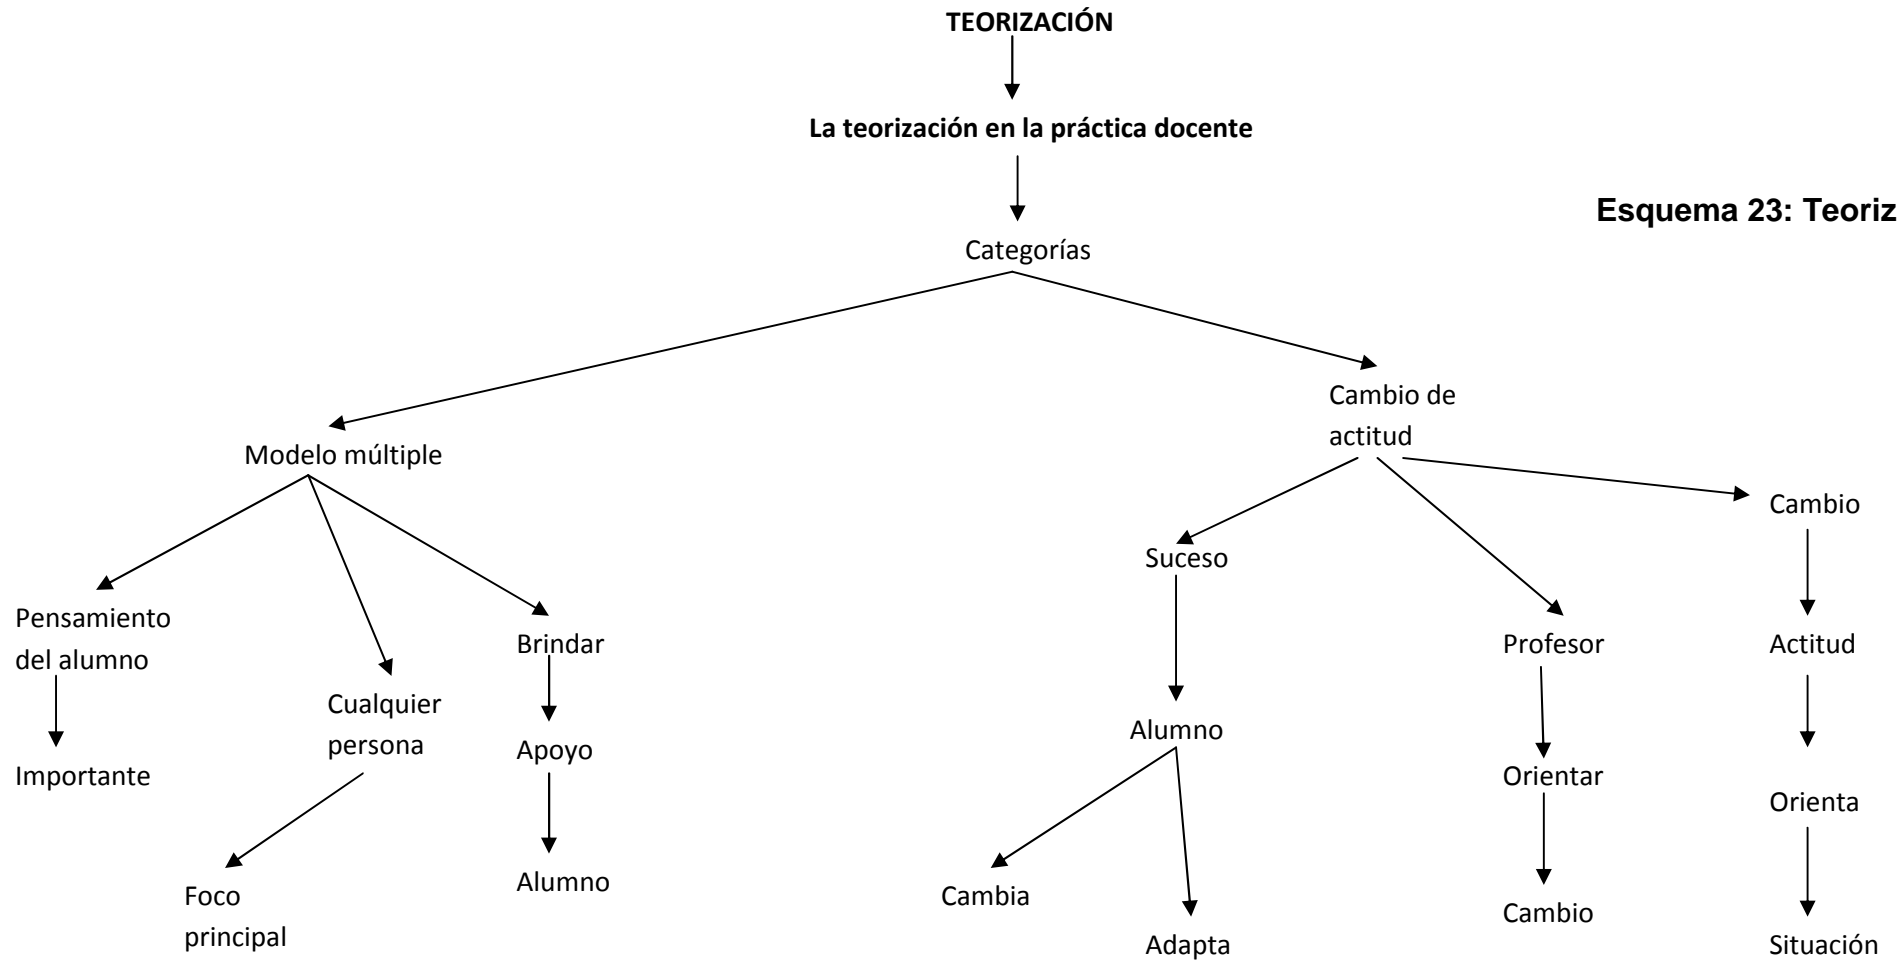 TEORIZACIÓN
La teorización en la práctica docente
Esquema 23: Teoriz
Categorías
Cambio de
actitud
Modelo múltiple
Cambio
Suceso
Pensamiento
del alumno
Brindar
Profesor
Actitud
Cualquier
persona
Alumno
Apoyo
Importante
Orientar
Orienta
Foco
principal
Alumno
Cambia
Cambio
Adapta
Situación